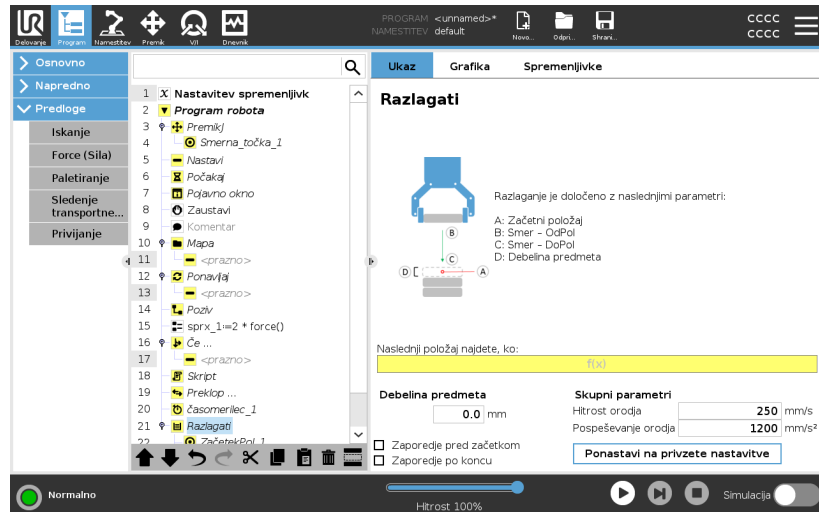 PROGRAM <unnamed>*
NAMESTITEV default
Delovanje
Program
Namestitev
Premik
V/I
Dnevnik
Novo...
Odpri...
Shrani...
CCCC
CCCC
Osnovno
Napredno
Predloge
Iskanje
Force (Sila)
Paletiranje
Sledenje
transportne...
Privijanje
1 X Nastavitev spremenljivk
2 Program robota
3 PremikJ
4 Smerna_točka_1
5 Nastavi
6 Počakaj
7 Pojavno okno
8 Zaustavi
9 Komentar
10 Mapa
11 <prazno>
12 Ponavljaj
13 <prazno>
14 Poziv
15 sprx_1:=2 * force()
16 Če ...
17 <prazno>
18 Skript
19 Preklop ...
20 časomerilec_1
21 Razlagati
22 ZačetekPol_1
Ukaz
Grafika
Spremenljivke
Razlagati
B
C
D
A
Razlaganje je določeno z naslednjimi parametri:
A: Začetni položaj
B: Smer - OdPol
C: Smer - DoPol
D: Debelina predmeta
Naslednji položaj najdete, ko:
f(x)
Debelina predmeta
0.0 mm
Zaporedje pred začetkom
Zaporedje po koncu
Skupni parametri
Hitrost orodja 250 mm/s
Pospeševanje orodja 1200 mm/s²
Ponastavi na privzete nastavitve
Normalno
Hitrost 100%
Simulacija